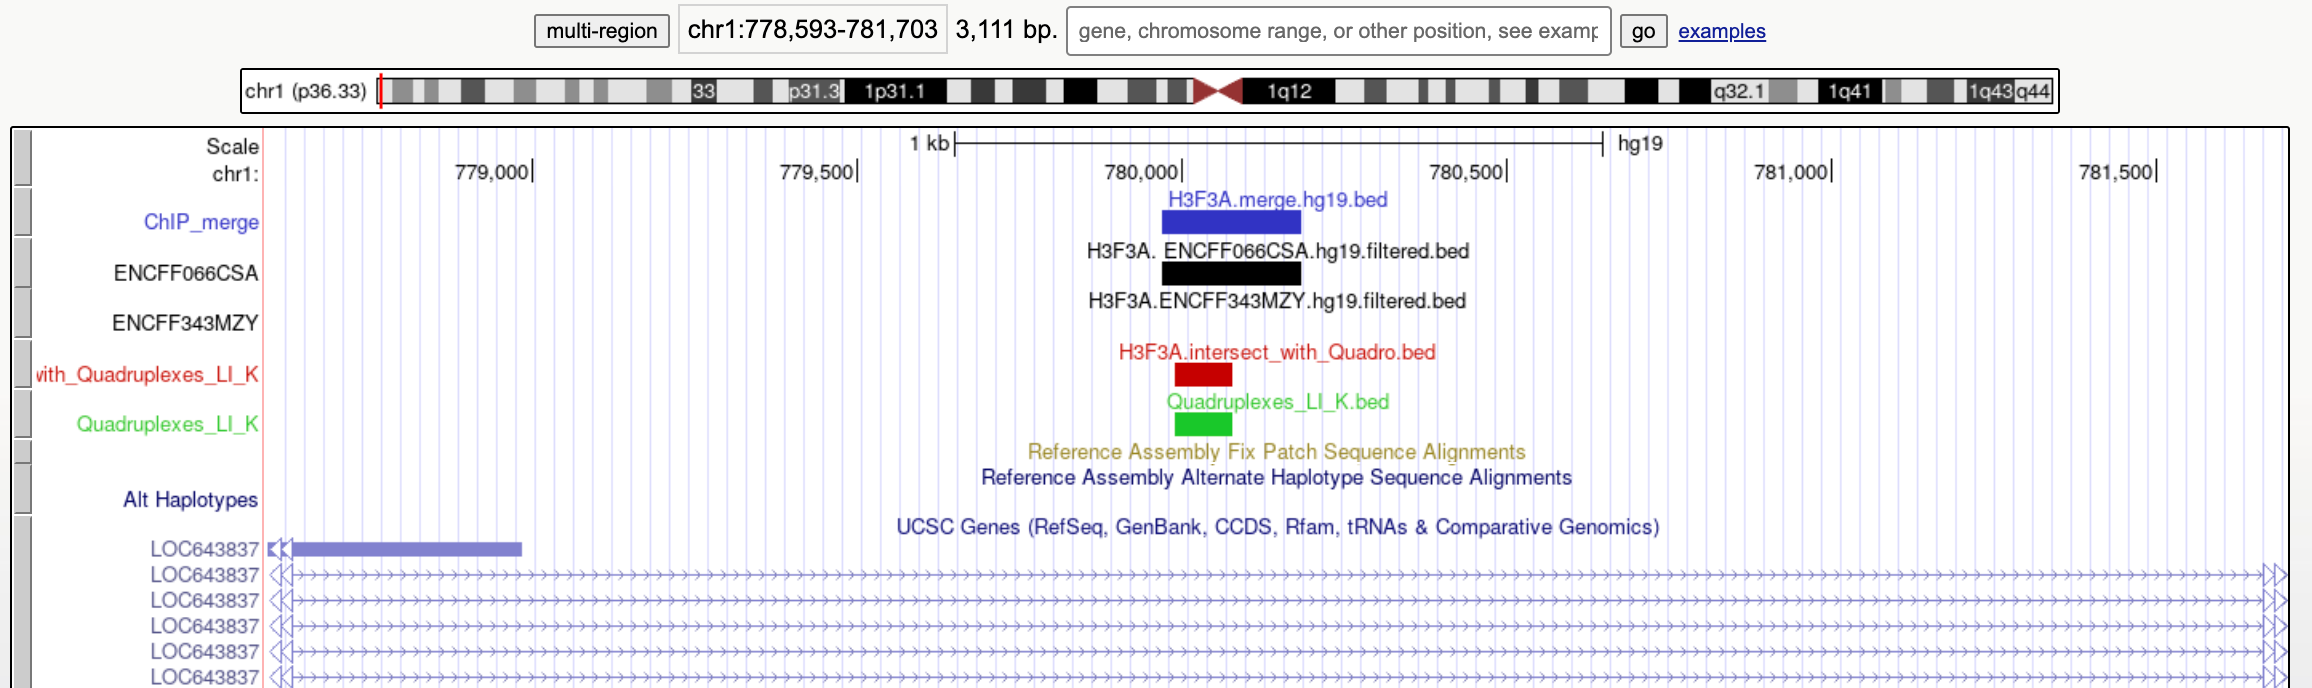 multi-region chr1:778,593-781,703 3,111 bp. gene, chromosome range, or other position, see examp go examples
chr1 (p36.33) 33 p31.3 1p31.1 1q12 q32.1 1q41 1q43 q44
Scale 1 kb hg19
chr1: 779,000 779,500 780,000 780,500 781,000 781,500
H3F3A.merge.hg19.bed
ChIP_merge
H3F3A. ENCFF066CSA.hg19.filtered.bed
ENCFF066CSA
H3F3A.ENCFF343MZY.hg19.filtered.bed
ENCFF343MZY
H3F3A.intersect_with_Quadro.bed
with_Quadruplexes_LI_K
Quadruplexes_LI_K.bed
Quadruplexes_LI_K
Reference Assembly Fix Patch Sequence Alignments
Reference Assembly Alternate Haplotype Sequence Alignments
Alt Haplotypes
UCSC Genes (RefSeq, GenBank, CCDS, Rfam, tRNAs & Comparative Genomics)
LOC643837
LOC643837
LOC643837
LOC643837
LOC643837
LOC643837